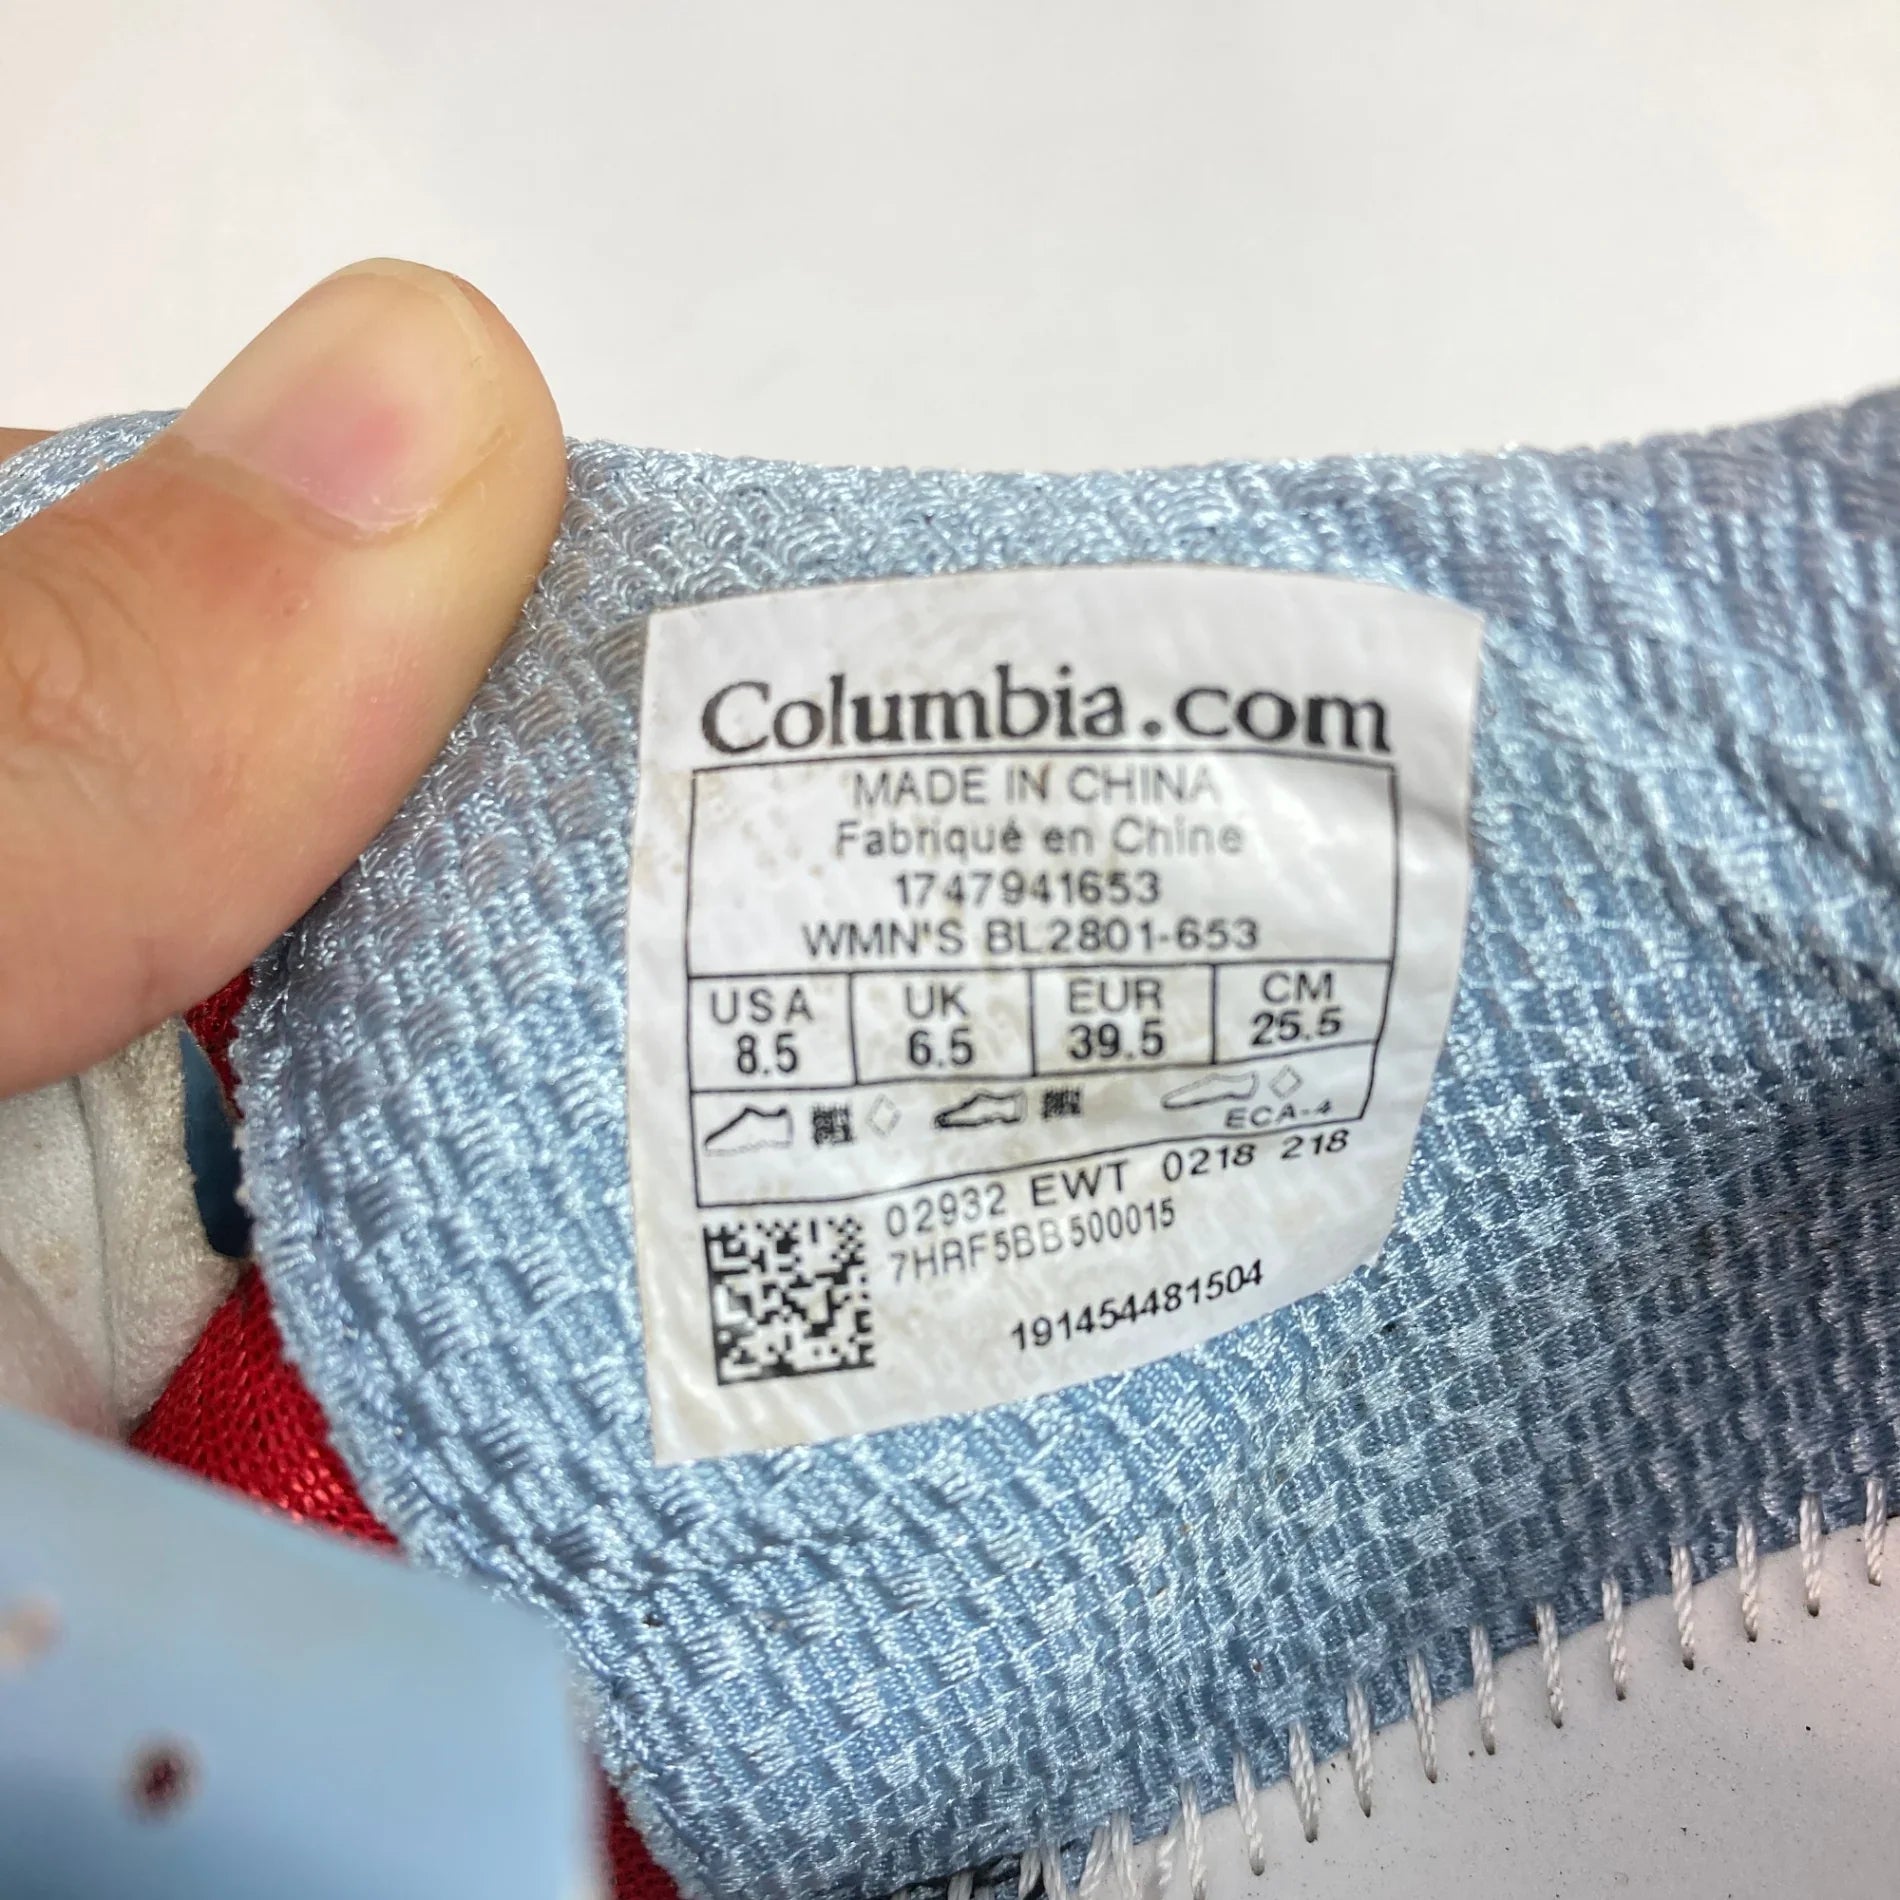 Columbia.com
MADE IN CHINA
Fabriqué en Chine
1747941653
WMN'S BL2801-653
USA UK EUR CM
8.5 6.5 39.5 25.5
ECA-4
02932 EWT 0218 218
7HRF5BB500015
191454481504